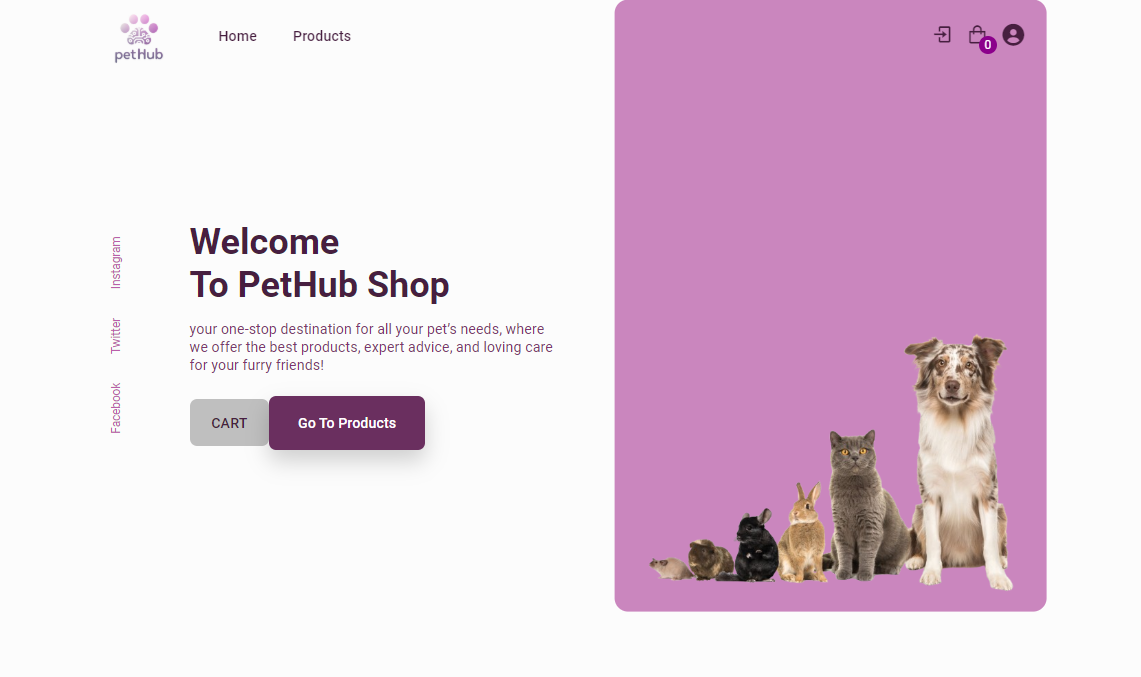 petHub
Home
Products
0
Instagram
Twitter
Facebook
Welcome
To PetHub Shop
your one-stop destination for all your pet’s needs, where
we offer the best products, expert advice, and loving care
for your furry friends!
CART
Go To Products